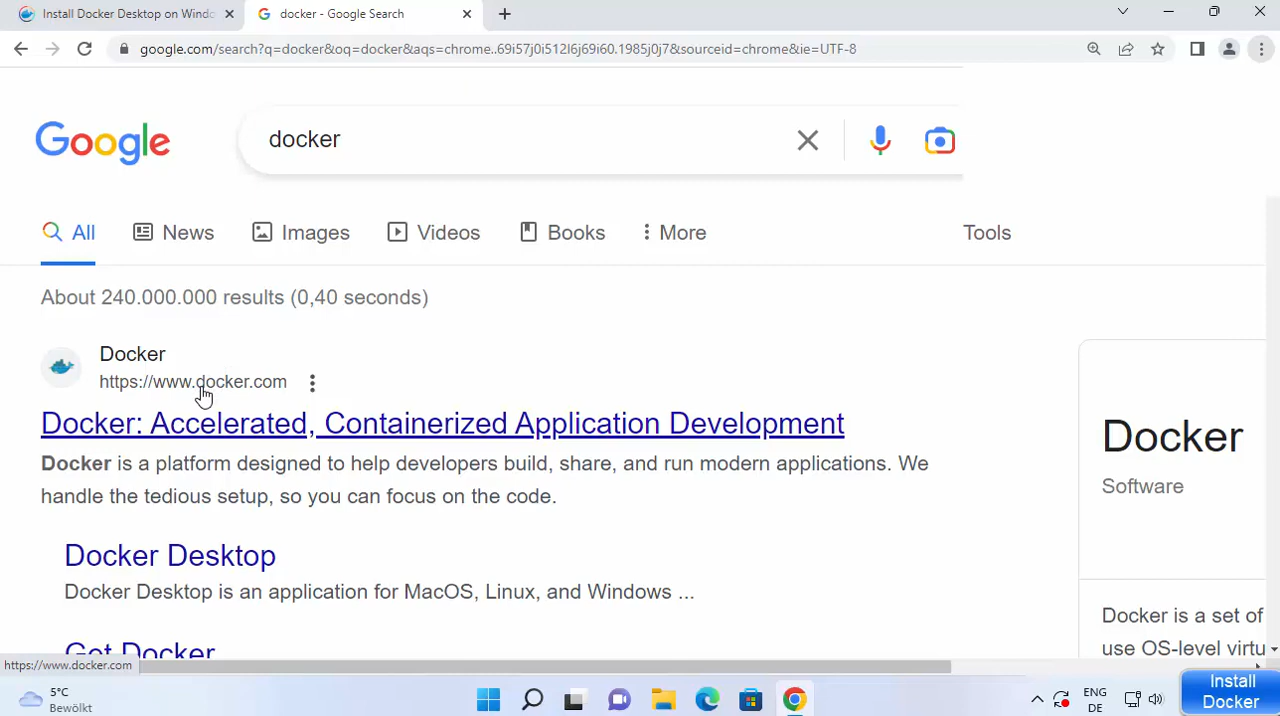 Install Docker Desktop on Windo
docker - Google Search
google.com/search?q=docker&oq=docker&aqs=chrome..69i57j0i512l6j69i60.1985j0j7&sourceid=chrome&ie=UTF-8
Google
docker
All
News
Images
Videos
Books
More
Tools
About 240.000.000 results (0,40 seconds)
Docker
https://www.docker.com
Docker: Accelerated, Containerized Application Development
Docker is a platform designed to help developers build, share, and run modern applications. We
handle the tedious setup, so you can focus on the code.
Docker Desktop
Docker Desktop is an application for MacOS, Linux, and Windows ...
Get Docker
Docker
Software
Docker is a set of
use OS-level virtu
https://www.docker.com
5°C
Bewölkt
ENG
DE
Install
Docker